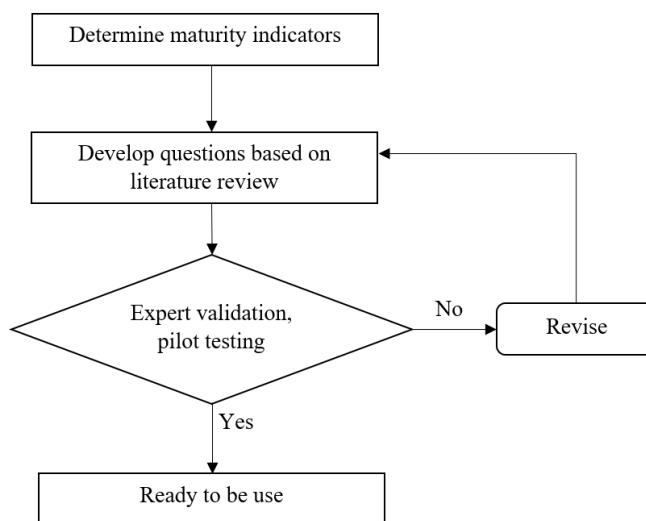 Determine maturity indicators
Develop questions based on
literature review
Expert validation,
pilot testing
No
Revise
Yes
Ready to be use